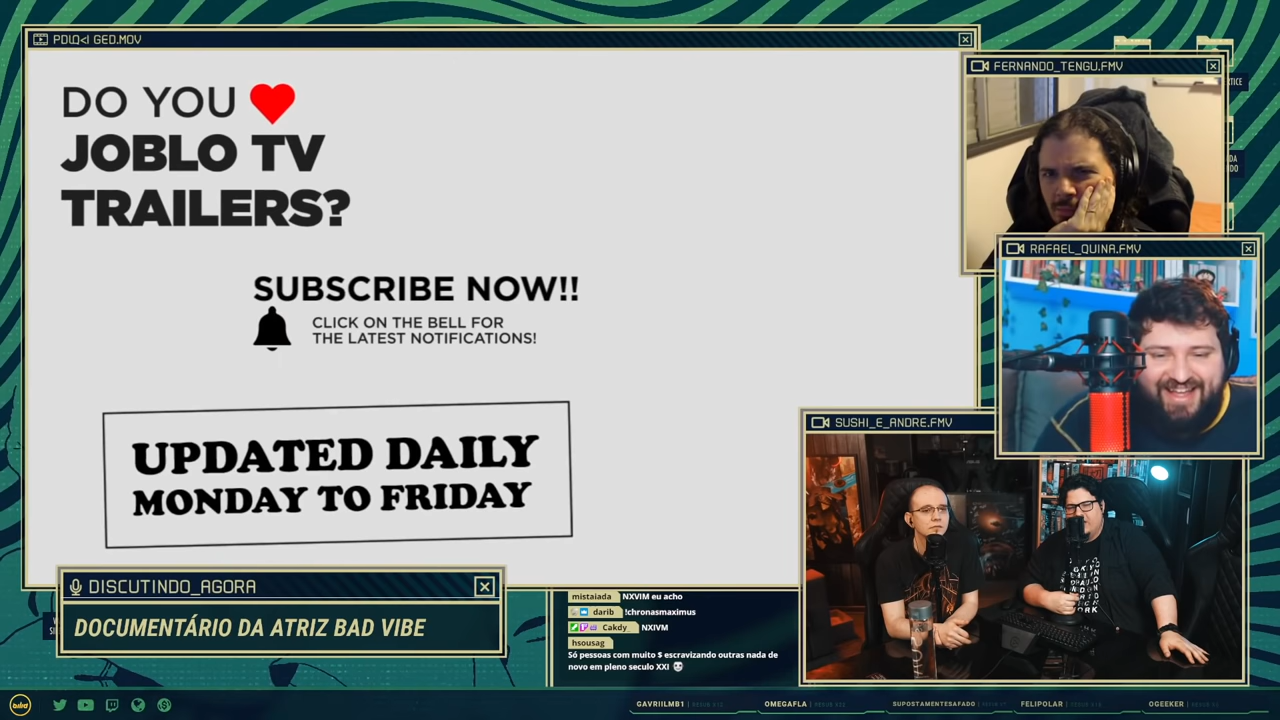 GED.MOV
DO YOU
JOBLO TV
TRAILERS?
SUBSCRIBE NOW!!
CLICK ON THE BELL FOR
THE LATEST NOTIFICATIONS!
UPDATED DAILY
MONDAY TO FRIDAY
FERNANDO_TENGU.FMV
RAFAEL_QUINA.FMV
SUSHI_E_ANDRE.FMV
DISCUTINDO_AGORA
DOCUMENTÁRIO DA ATRIZ BAD VIBE
mistaiada NXVIM eu acho
darib !chronasmaximus
Cakdy NXIVM
hsousag
Só pessoas com muito $ escravizando outras nada de
novo em pleno seculo XXI
GAVRIILMB1
OMEGAFLA
SUPOSTAMENTESAFADO
FELIPOLAR
OGEEKER